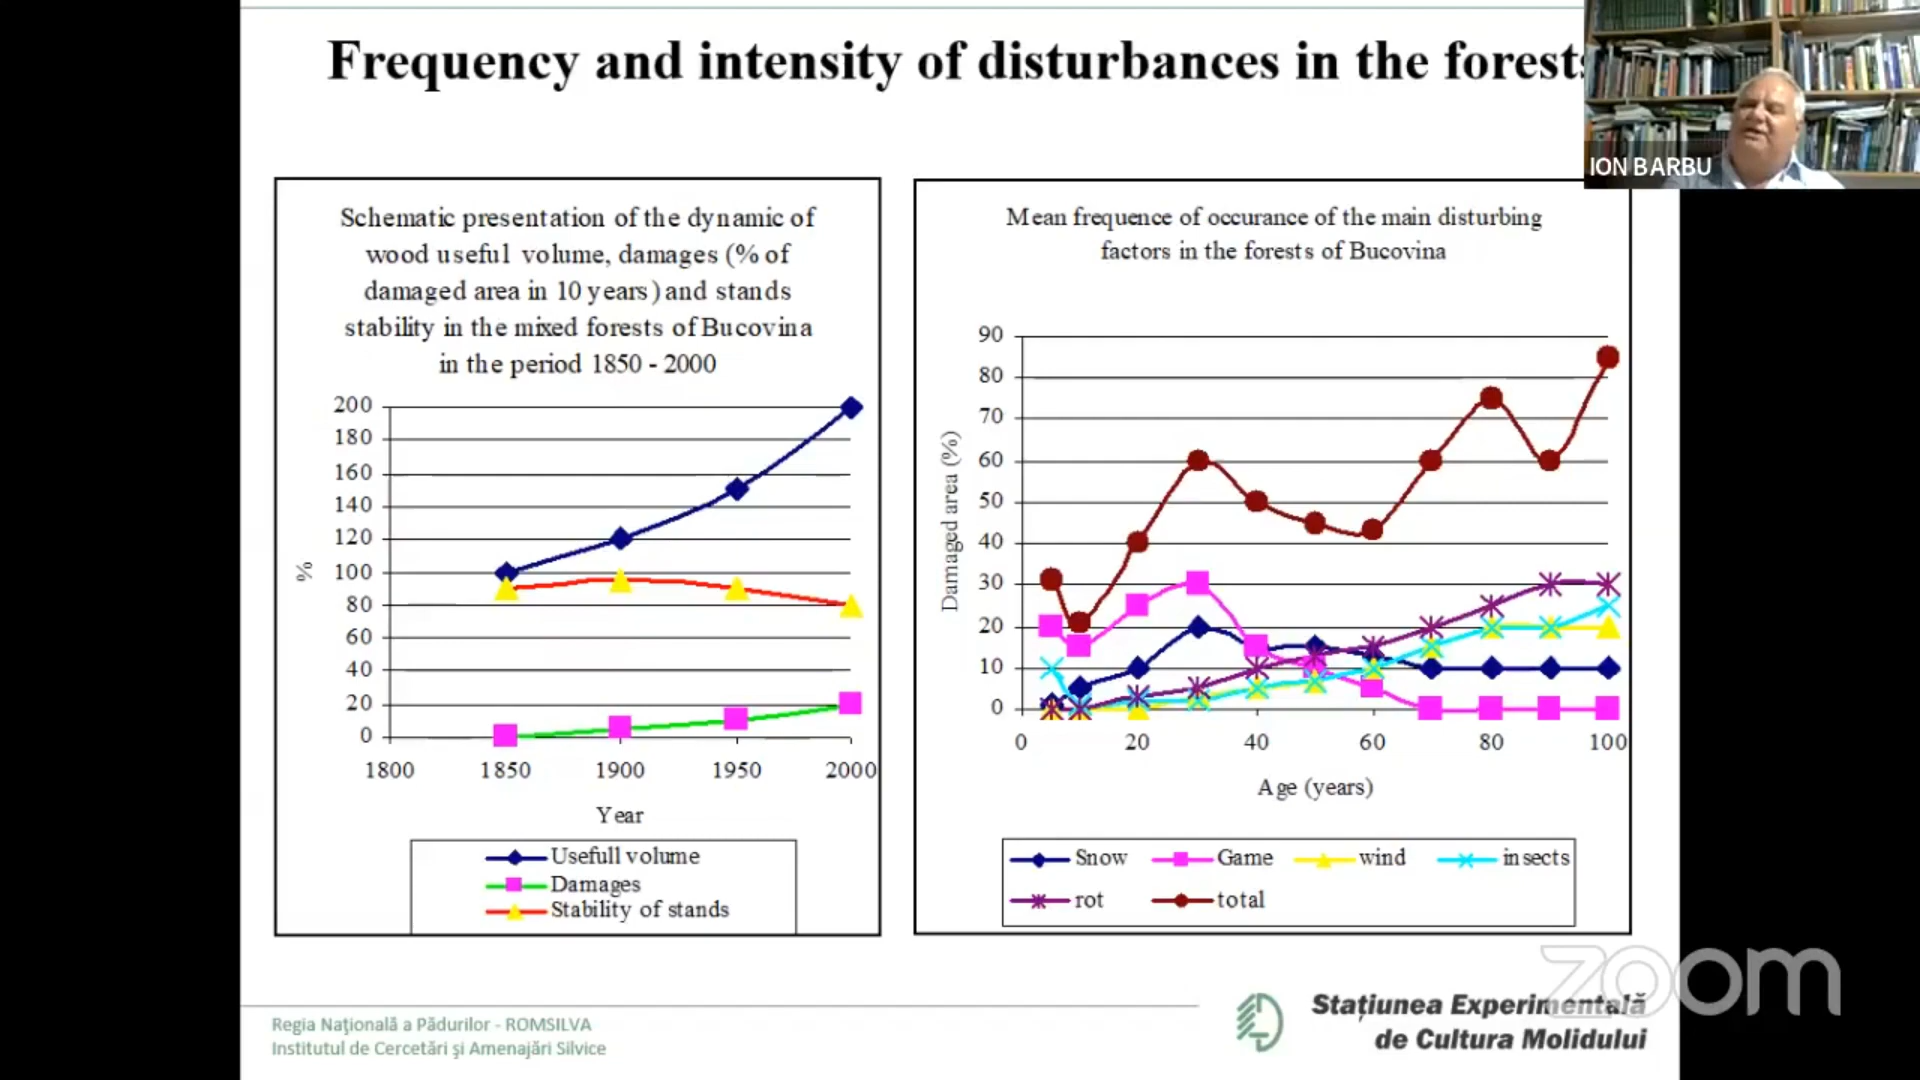 Frequency and intensity of disturbances in the forests
ION BARBU
Schematic presentation of the dynamic of
wood useful volume, damages (% of
damaged area in 10 years) and stands
stability in the mixed forests of Bucovina
in the period 1850 - 2000
200
180
160
140
120
100
80
60
40
20
0
%
1800 1850 1900 1950 2000
Year
Usefull volume
Damages
Stability of stands
Mean frequence of occurance of the main disturbing
factors in the forests of Bucovina
90
80
70
60
50
40
30
20
10
0
Damaged area (%)
0 20 40 60 80 100
Age (years)
Snow Game wind insects
rot total
Regia Naţională a Pădurilor - ROMSILVA
Institutul de Cercetări şi Amenajări Silvice
Staţiunea Experimentală
de Cultura Molidului
zoom